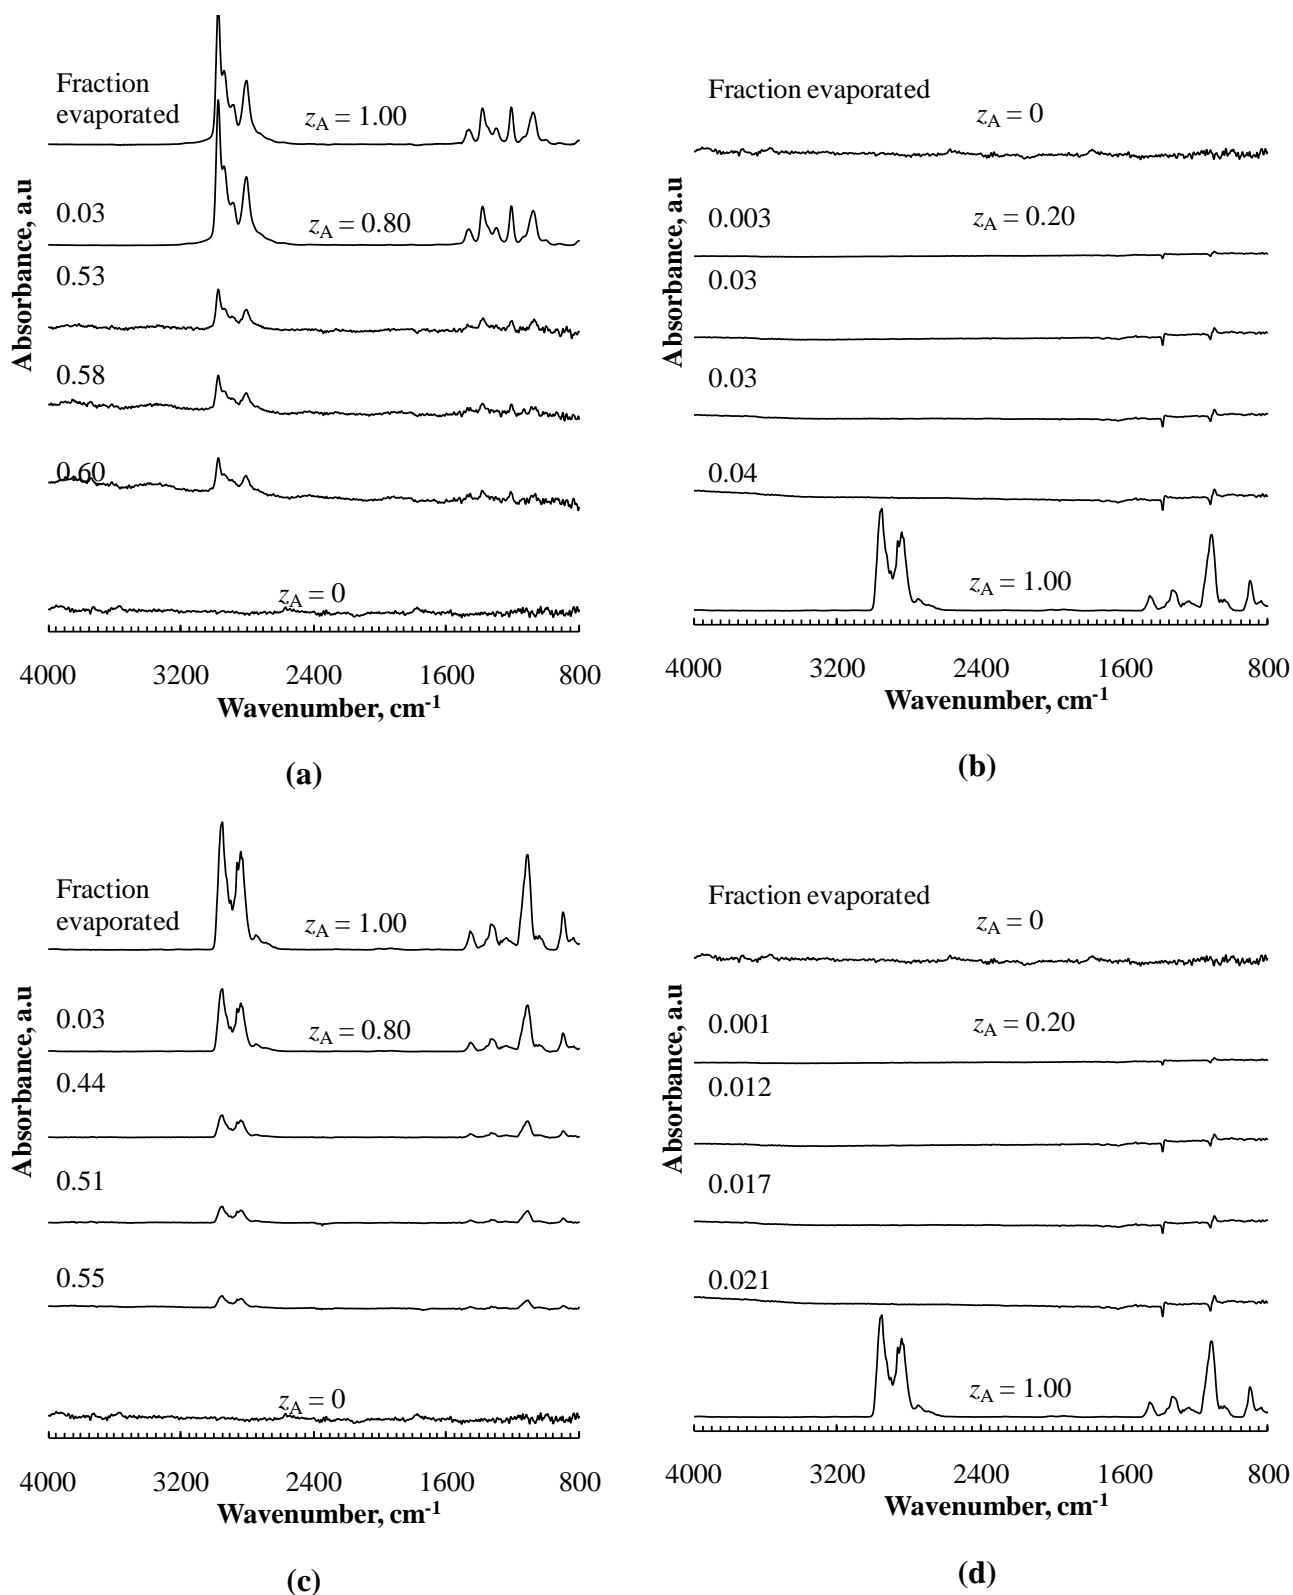 Fraction
evaporated
zA = 1.00
0.03
zA = 0.80
0.53
0.58
0.60
zA = 0
Absorbance, a.u
4000 3200 2400 1600 800
Wavenumber, cm-1
(a)
Fraction evaporated
zA = 0
0.003
zA = 0.20
0.03
0.03
0.04
zA = 1.00
Absorbance, a.u
4000 3200 2400 1600 800
Wavenumber, cm-1
(b)
Fraction
evaporated
zA = 1.00
0.03
zA = 0.80
0.44
0.51
0.55
zA = 0
Absorbance, a.u
4000 3200 2400 1600 800
Wavenumber, cm-1
(c)
Fraction evaporated
zA = 0
0.001
zA = 0.20
0.012
0.017
0.021
zA = 1.00
Absorbance, a.u
4000 3200 2400 1600 800
Wavenumber, cm-1
(d)